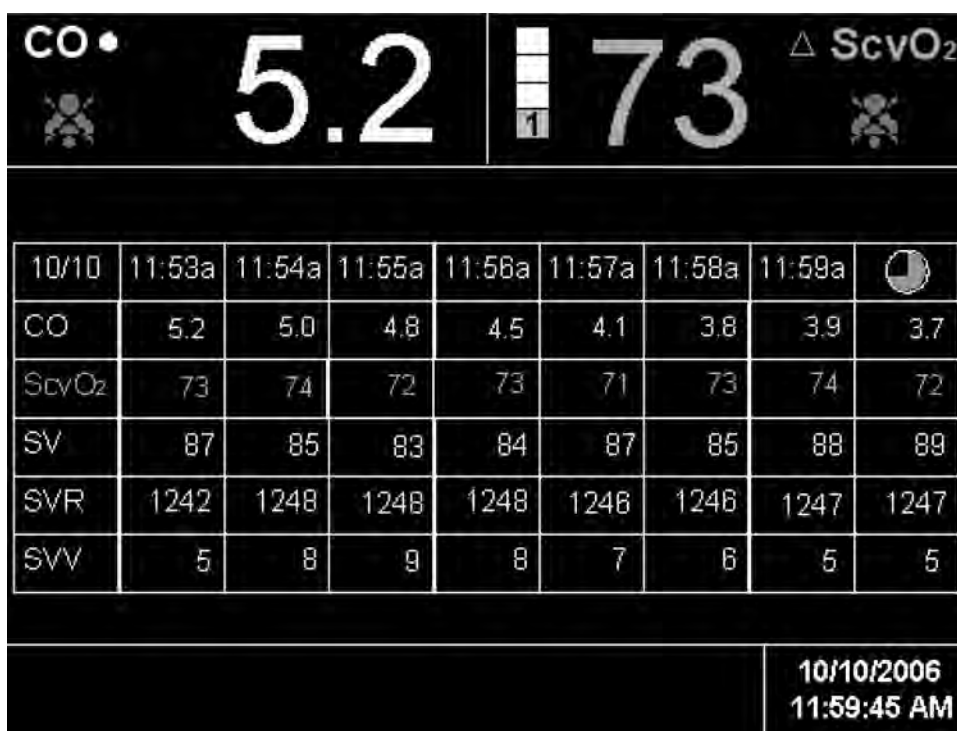 CO 5.2 1 73 △ ScvO₂
10/10 11:53a 11:54a 11:55a 11:56a 11:57a 11:58a 11:59a
CO 5.2 5.0 4.8 4.5 4.1 3.8 3.9 3.7
ScvO₂ 73 74 72 73 71 73 74 72
SV 87 85 83 84 87 85 88 89
SVR 1242 1248 1248 1248 1246 1246 1247 1247
SVV 5 8 9 8 7 6 5 5
10/10/2006
11:59:45 AM